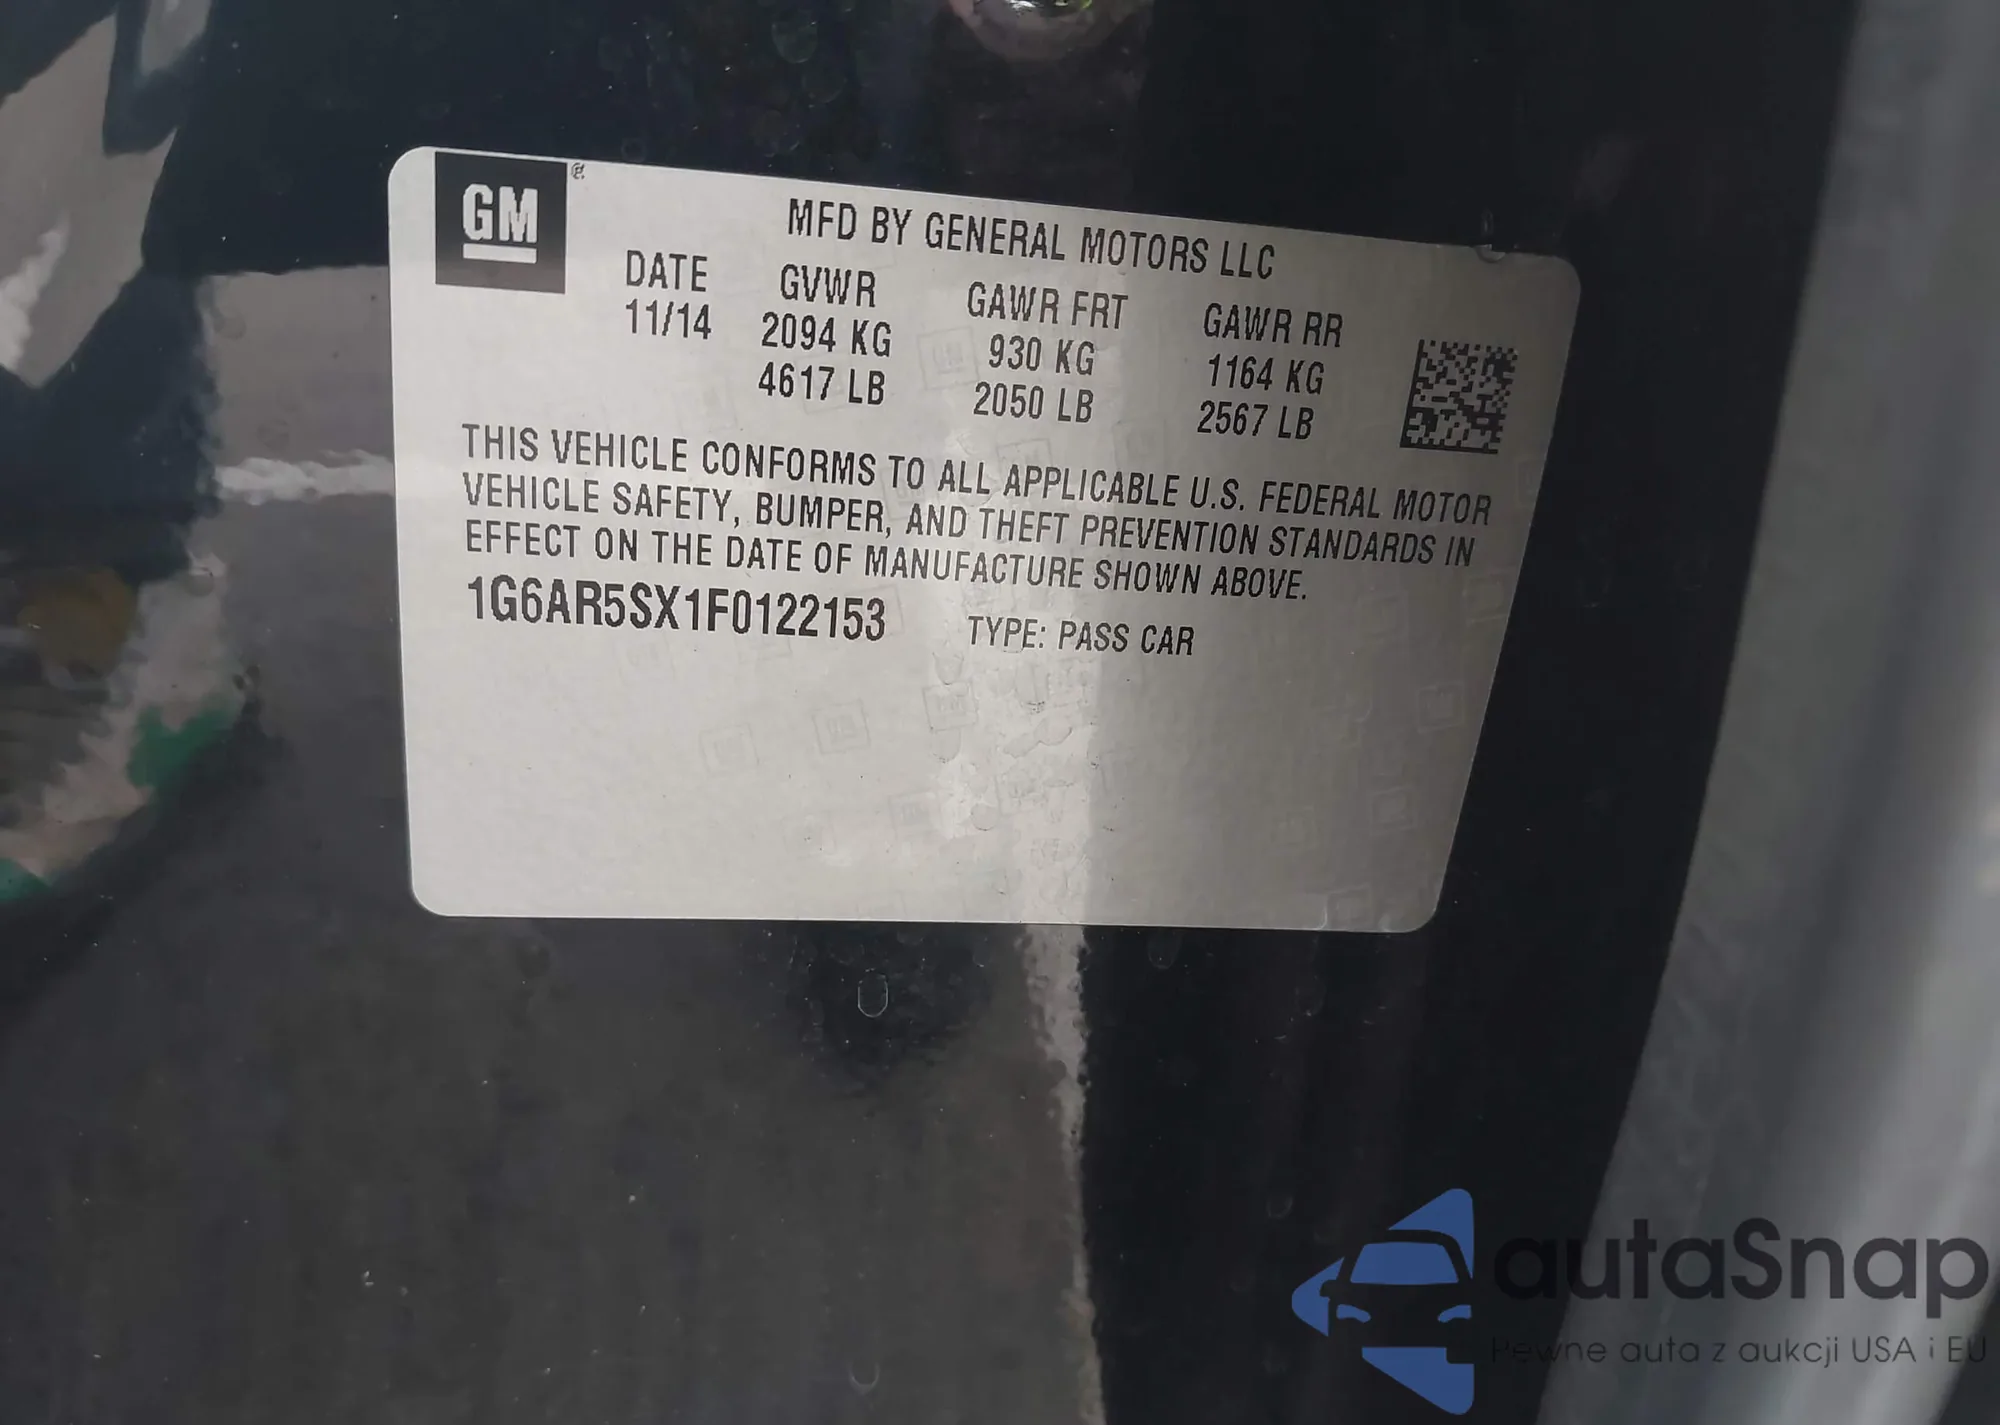 GM
MFD BY GENERAL MOTORS LLC
DATE GVWR GAWR FRT GAWR RR
11/14 2094 KG 930 KG 1164 KG
4617 LB 2050 LB 2567 LB
THIS VEHICLE CONFORMS TO ALL APPLICABLE U.S. FEDERAL MOTOR
VEHICLE SAFETY, BUMPER, AND THEFT PREVENTION STANDARDS IN
EFFECT ON THE DATE OF MANUFACTURE SHOWN ABOVE.
1G6AR5SX1F0122153 TYPE: PASS CAR
autaSnap
Pewne auta z aukcji USA i EU